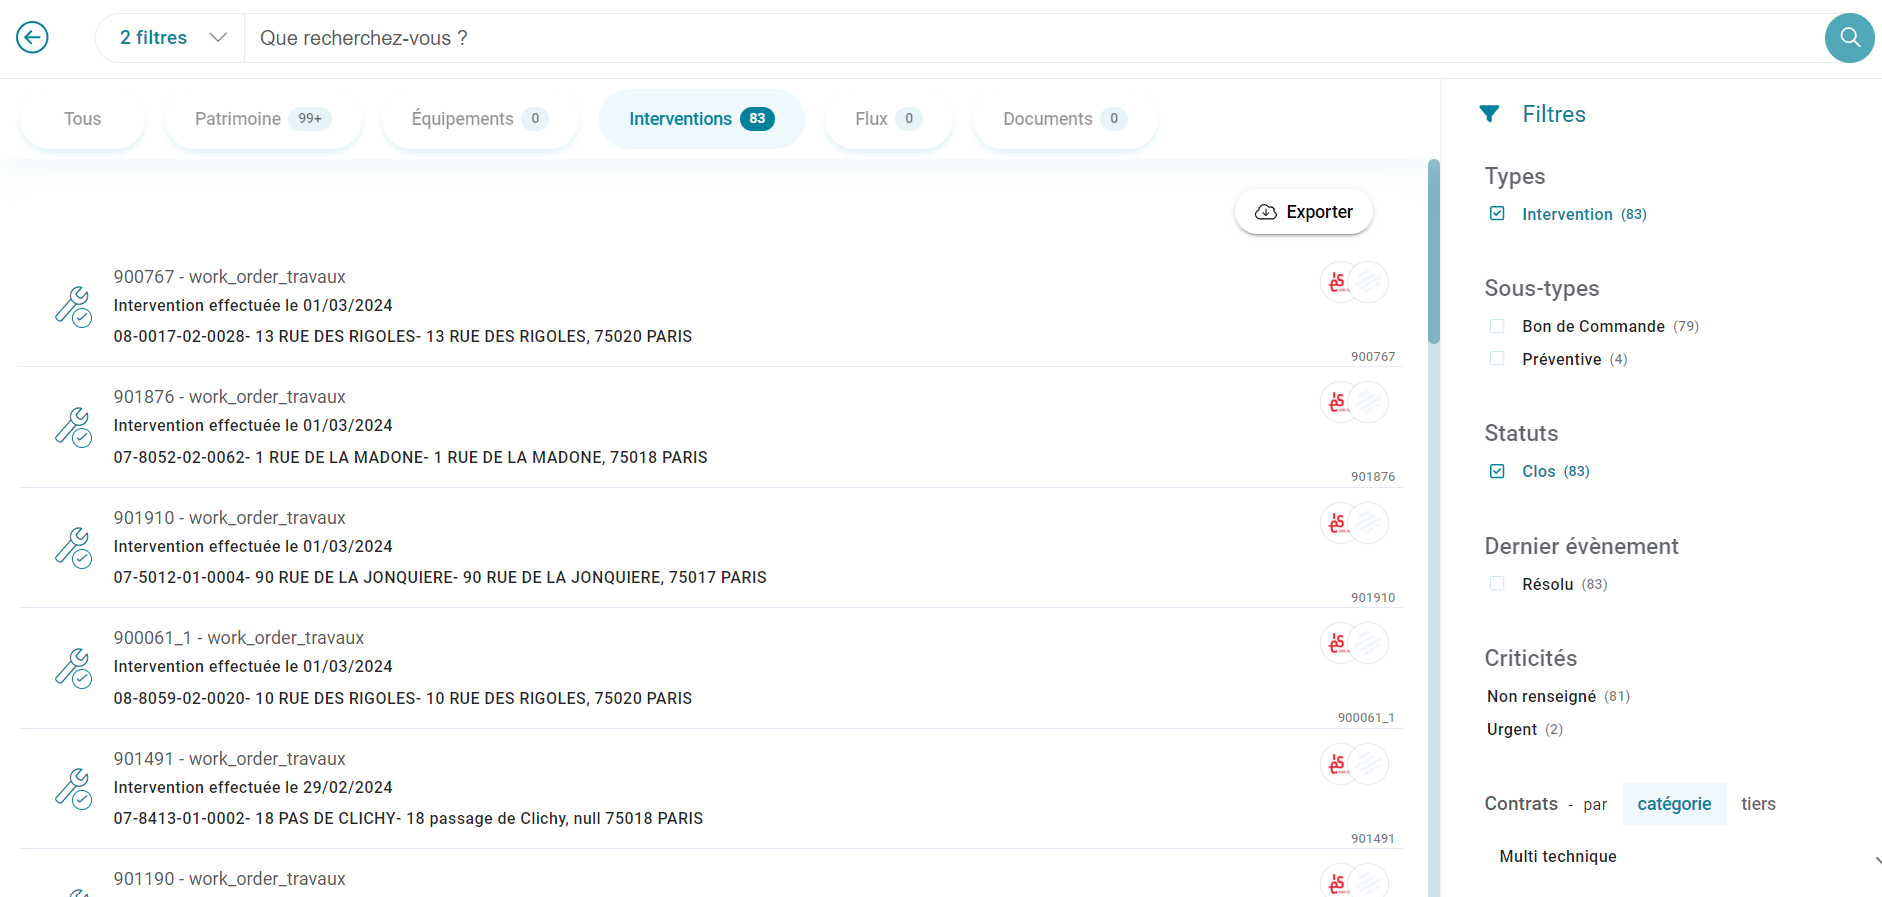 2 filtres
Que recherchez-vous ?
Tous
Patrimoine 99+
Équipements 0
Interventions 83
Flux 0
Documents 0
Exporter
900767 - work_order_travaux
Intervention effectuée le 01/03/2024
08-0017-02-0028- 13 RUE DES RIGOLES- 13 RUE DES RIGOLES, 75020 PARIS
900767
901876 - work_order_travaux
Intervention effectuée le 01/03/2024
07-8052-02-0062- 1 RUE DE LA MADONE- 1 RUE DE LA MADONE, 75018 PARIS
901876
901910 - work_order_travaux
Intervention effectuée le 01/03/2024
07-5012-01-0004- 90 RUE DE LA JONQUIERE- 90 RUE DE LA JONQUIERE, 75017 PARIS
901910
900061_1 - work_order_travaux
Intervention effectuée le 01/03/2024
08-8059-02-0020- 10 RUE DES RIGOLES- 10 RUE DES RIGOLES, 75020 PARIS
900061_1
901491 - work_order_travaux
Intervention effectuée le 29/02/2024
07-8413-01-0002- 18 PAS DE CLICHY- 18 passage de Clichy, null 75018 PARIS
901491
901190 - work_order_travaux
Filtres
Types
Intervention (83)
Sous-types
Bon de Commande (79)
Préventive (4)
Statuts
Clos (83)
Dernier évènement
Résolu (83)
Criticités
Non renseigné (81)
Urgent (2)
Contrats - par catégorie tiers
Multi technique